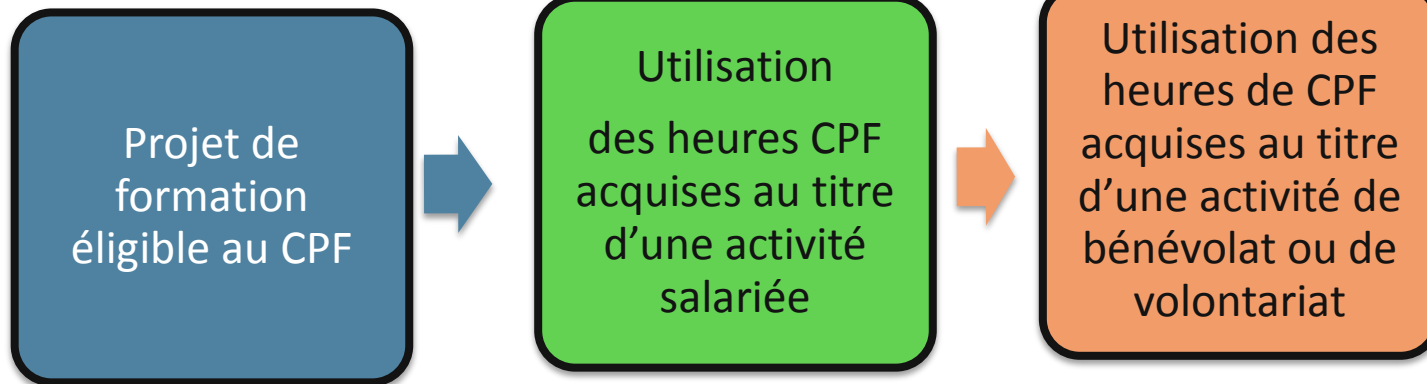 Projet de
formation
éligible au CPF
Utilisation
des heures CPF
acquises au titre
d’une activité
salariée
Utilisation des
heures de CPF
acquises au titre
d’une activité de
bénévolat ou de
volontariat